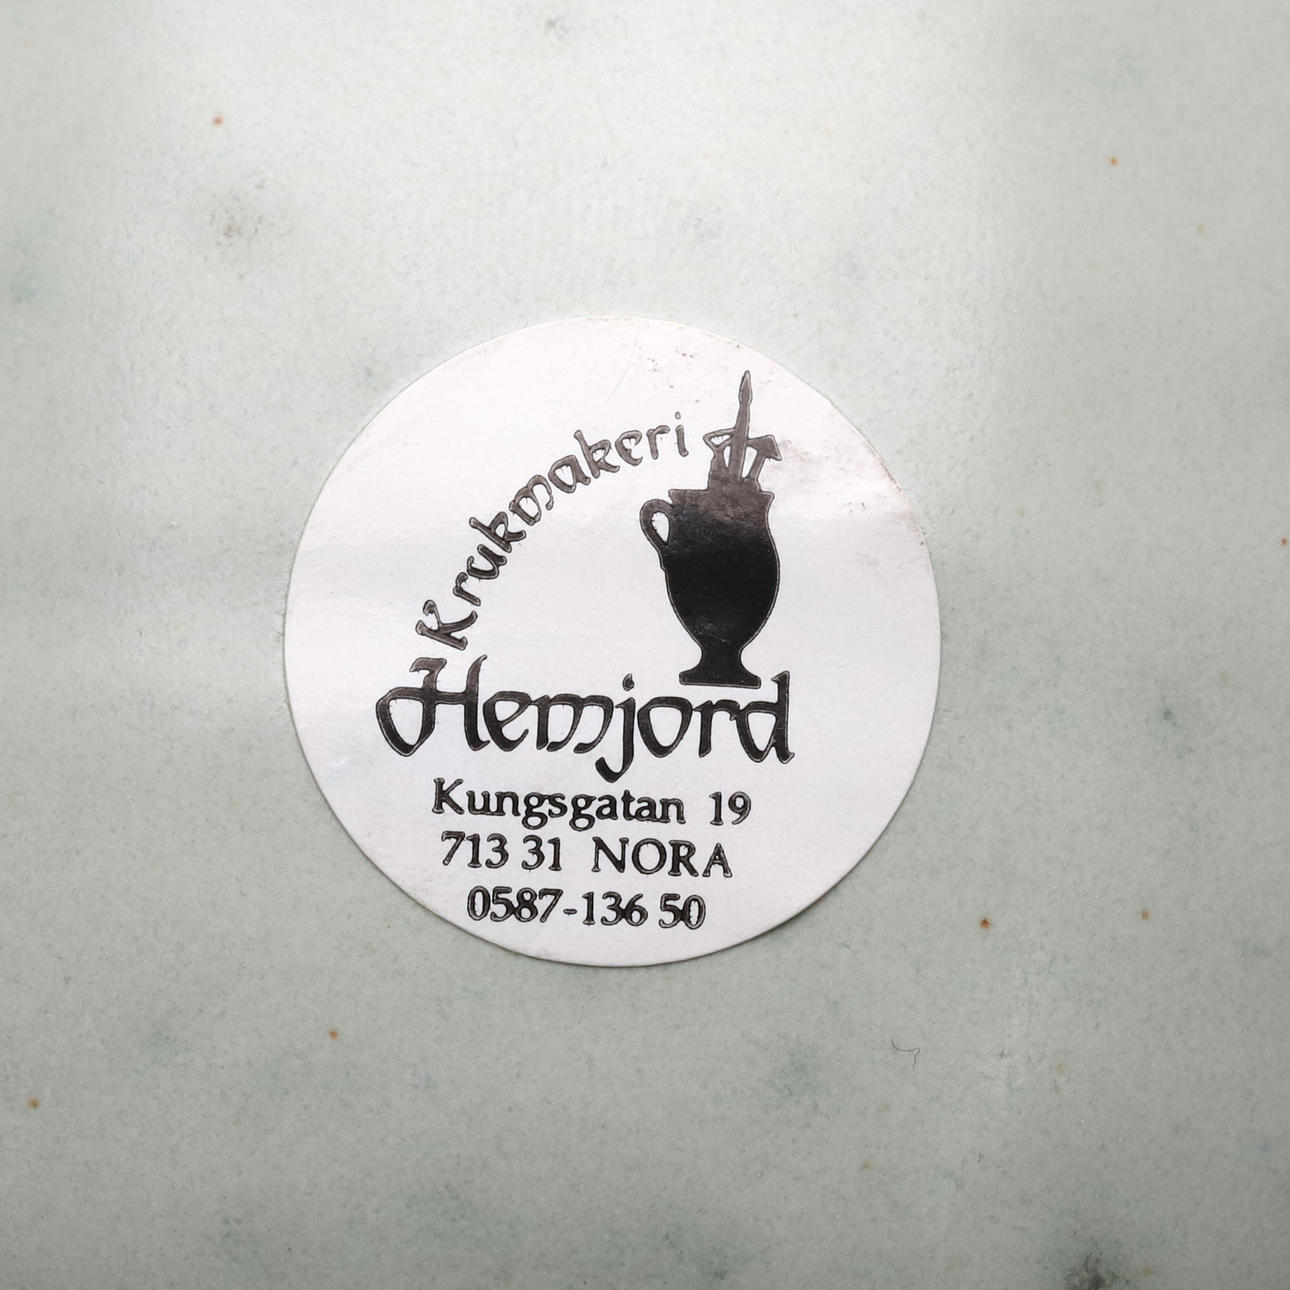 Krukmakeri
Hemjord
Kungsgatan 19
713 31 NORA
0587-136 50